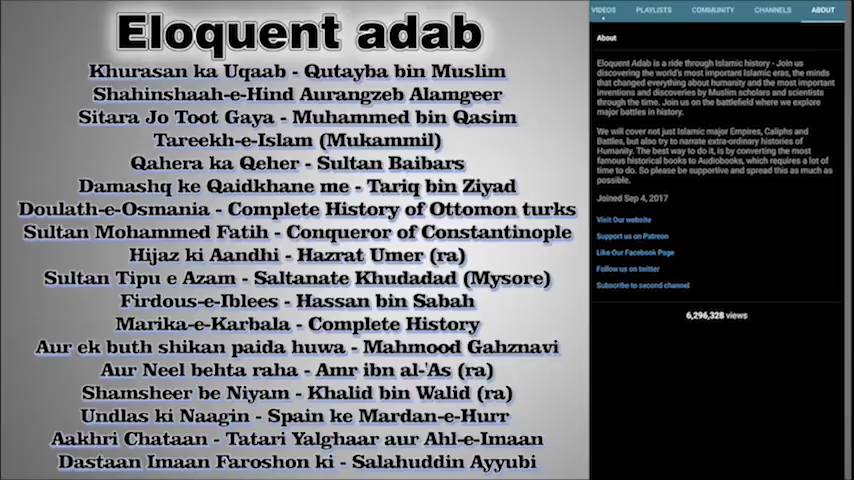 Eloquent adab
Khurasan ka Uqaab - Qutayba bin Muslim
Shahinshaah-e-Hind Aurangzeb Alamgeer
Sitara Jo Toot Gaya - Muhammed bin Qasim
Tareekh-e-Islam (Mukammil)
Qahera ka Qeher - Sultan Baibars
Damashq ke Qaidkhane me - Tariq bin Ziyad
Doulath-e-Osmania - Complete History of Ottomon turks
Sultan Mohammed Fatih - Conqueror of Constantinople
Hijaz ki Aandhi - Hazrat Umer (ra)
Sultan Tipu e Azam - Saltanate Khudadad (Mysore)
Firdous-e-Iblees - Hassan bin Sabah
Marika-e-Karbala - Complete History
Aur ek buth shikan paida huwa - Mahmood Gahznavi
Aur Neel behta raha - Amr ibn al-'As (ra)
Shamsheer be Niyam - Khalid bin Walid (ra)
Undlas ki Naagin - Spain ke Mardan-e-Hurr
Aakhri Chataan - Tatari Yalghaar aur Ahl-e-Imaan
Dastaan Imaan Faroshon ki - Salahuddin Ayyubi
VIDEOS PLAYLISTS COMMUNITY CHANNELS ABOUT
About
Eloquent Adab is a ride through Islamic history - Join us
discovering the world's most important Islamic eras, the minds
that changed everything about humanity and the most important
inventions and discoveries by Muslim scholars and scientists
through the time. Join us on the battlefield where we explore
major battles in history.
We will cover not just Islamic major Empires, Caliphs and
Battles, but also try to narrate extra-ordinary histories of
Humanity. The best way to do it, is by converting the most
famous historical books to Audiobooks, which requires a lot of
time to do. So please be supportive and spread this as much as
possible.
Joined Sep 4, 2017
Visit Our website
Support us on Patreon
Like Our Facebook Page
Follow us on twitter
Subscribe to second channel
6,296,328 views